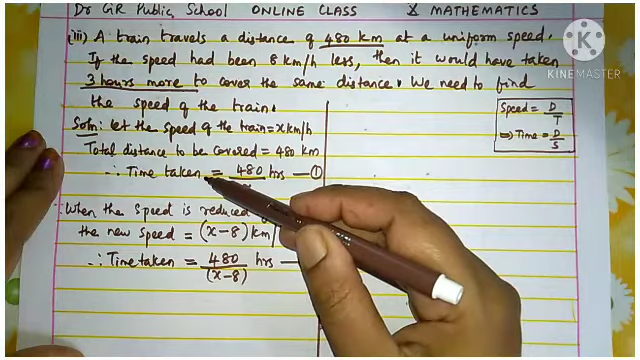 Dr GR Public School ONLINE CLASS X MATHEMATICS
(iii) A train travels a distance of 480 km at a uniform speed.
If the speed had been 8 km/h less, then it would have taken
3 hours more to cover the same distance. We need to find
the speed of the train.
Soln: Let the speed of the train = x km/h
Total distance to be covered = 480 km
∴ Time taken = 480 hrs — ①
When the speed is reduced
the new speed = (x-8) km/
∴ Time taken = 480/(x-8) hrs —
Speed = D/T
⇒ Time = D/S
KINEMASTER